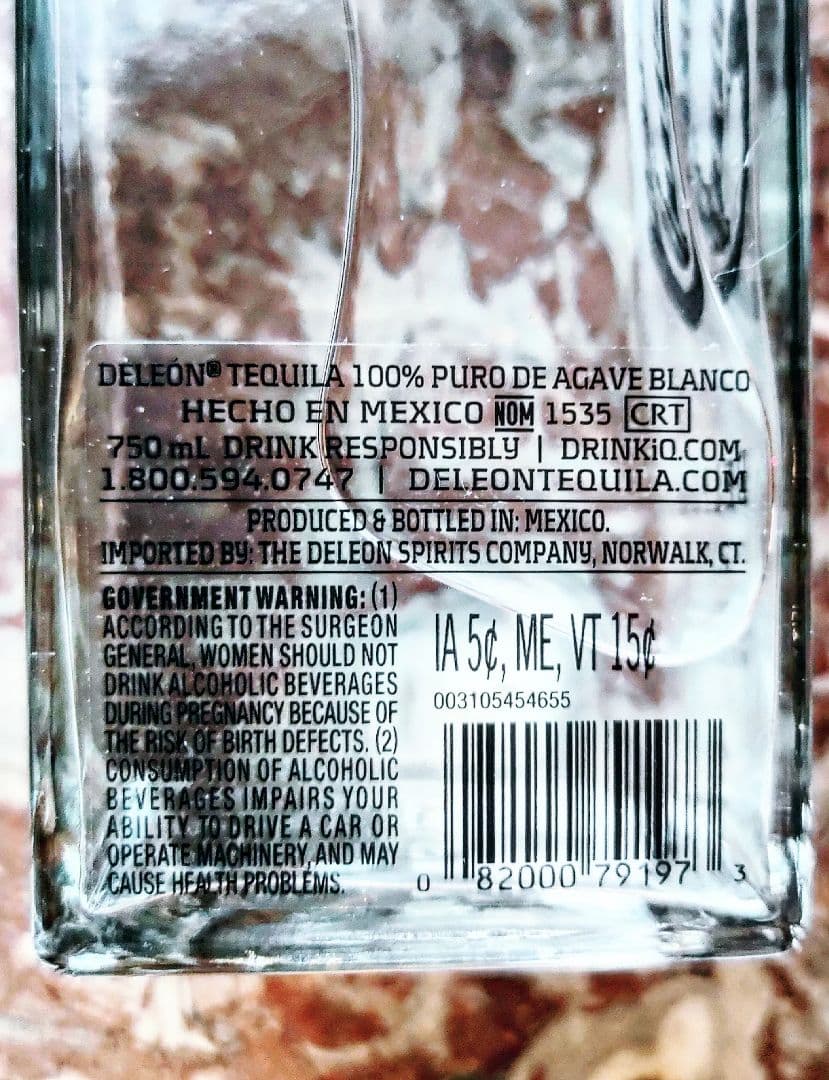 DELEÓN® TEQUILA 100% PURO DE AGAVE BLANCO
HECHO EN MEXICO NOM 1535 CRT
750 mL DRINK RESPONSIBLY | DRINKiQ.COM
1.800.594.0747 | DELEONTEQUILA.COM
PRODUCED & BOTTLED IN: MEXICO.
IMPORTED BY: THE DELEON SPIRITS COMPANY, NORWALK, CT.
GOVERNMENT WARNING: (1)
ACCORDING TO THE SURGEON
GENERAL, WOMEN SHOULD NOT
DRINK ALCOHOLIC BEVERAGES
DURING PREGNANCY BECAUSE OF
THE RISK OF BIRTH DEFECTS. (2)
CONSUMPTION OF ALCOHOLIC
BEVERAGES IMPAIRS YOUR
ABILITY TO DRIVE A CAR OR
OPERATE MACHINERY, AND MAY
CAUSE HEALTH PROBLEMS.
IA 5¢, ME, VT 15¢
003105454655
0 82000 79197 3